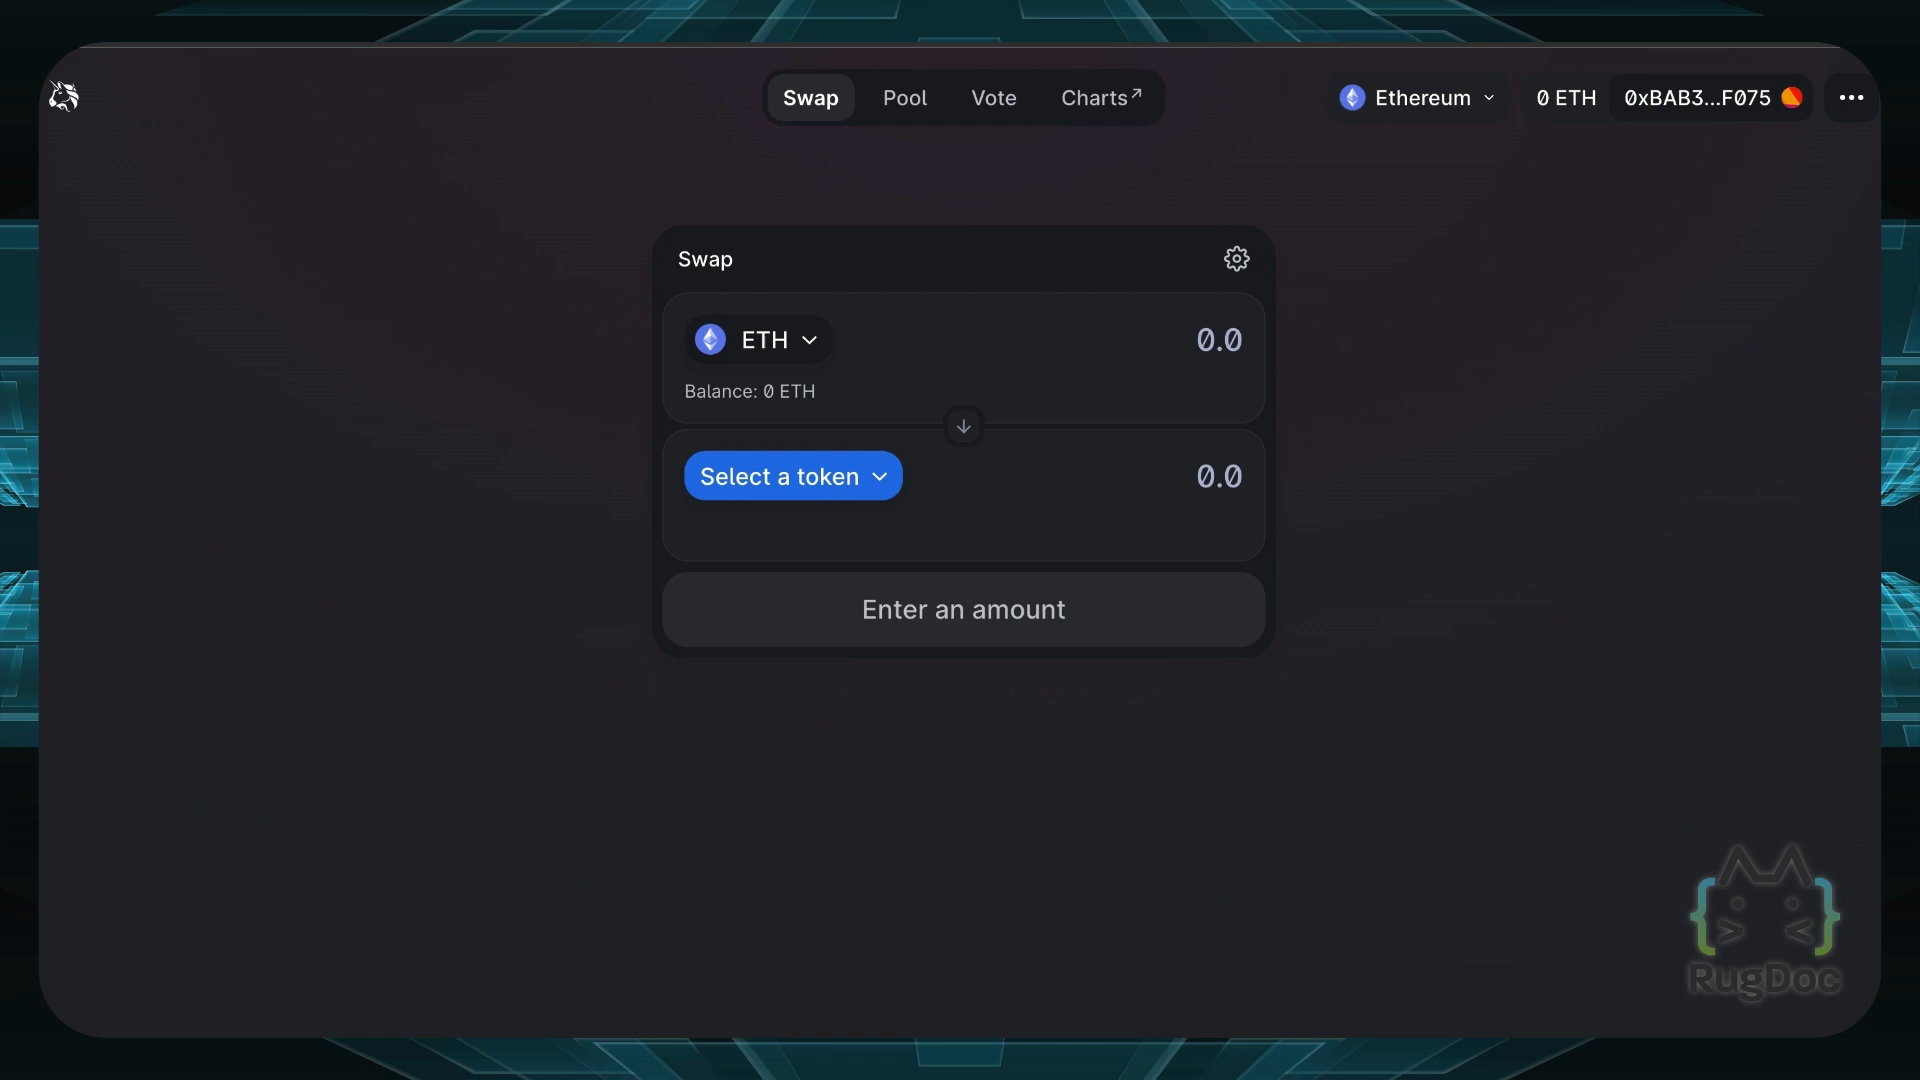 Swap Pool Vote Charts↗ Ethereum 0 ETH 0xBAB3...F075
Swap
ETH 0.0
Balance: 0 ETH
Select a token 0.0
Enter an amount
RugDoc